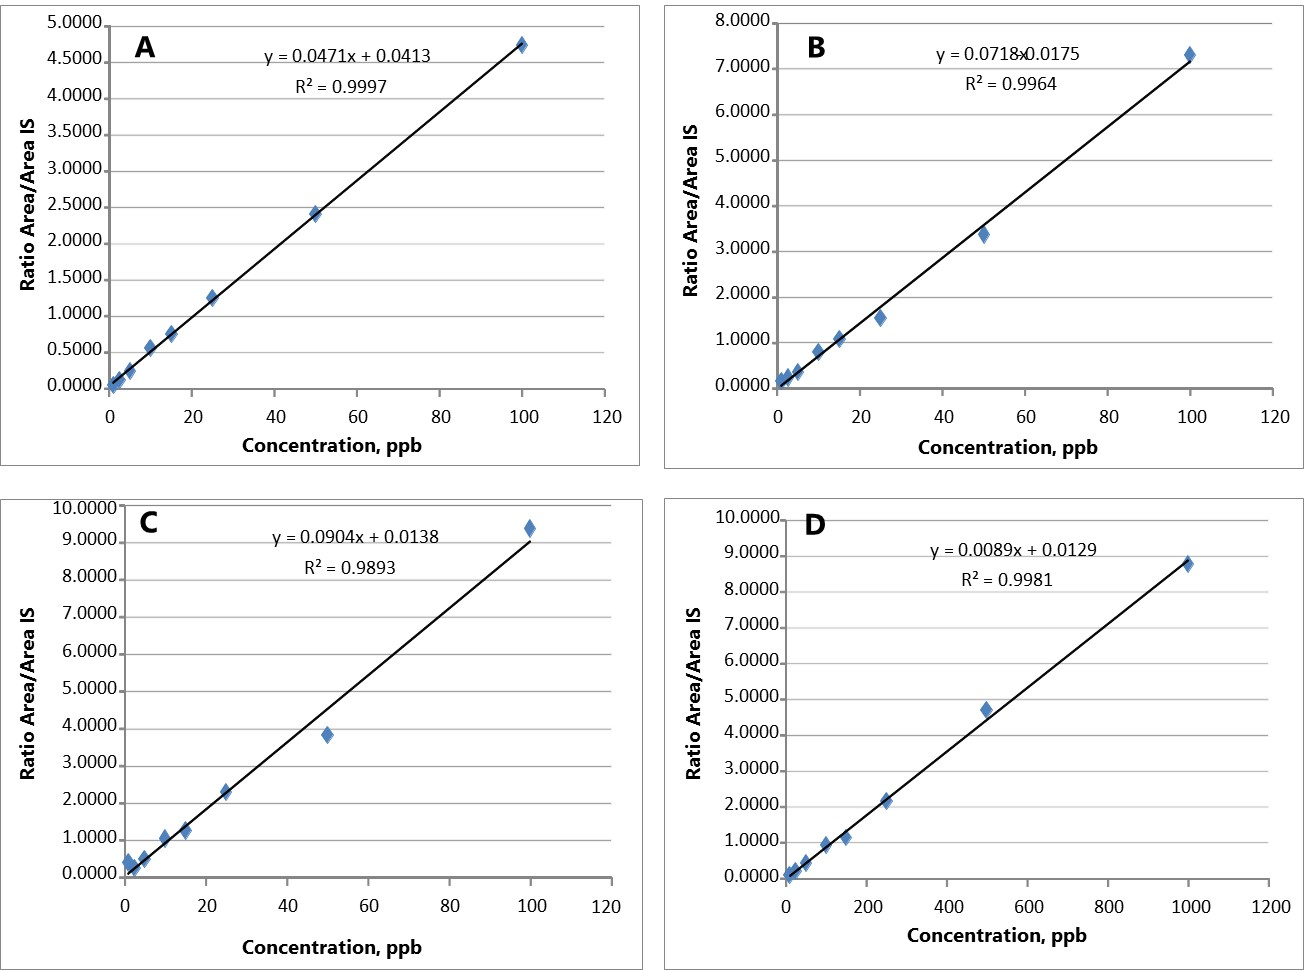 A
y = 0.0471x + 0.0413
R² = 0.9997
5.0000
4.5000
4.0000
3.5000
3.0000
2.5000
2.0000
1.5000
1.0000
0.5000
0.0000
Ratio Area/Area IS
0 20 40 60 80 100 120
Concentration, ppb
B
y = 0.0718x-0.0175
R² = 0.9964
8.0000
7.0000
6.0000
5.0000
4.0000
3.0000
2.0000
1.0000
0.0000
Ratio Area/Area IS
0 20 40 60 80 100 120
Concentration, ppb
C
y = 0.0904x + 0.0138
R² = 0.9893
10.0000
9.0000
8.0000
7.0000
6.0000
5.0000
4.0000
3.0000
2.0000
1.0000
0.0000
Ratio Area/Area IS
0 20 40 60 80 100 120
Concentration, ppb
D
y = 0.0089x + 0.0129
R² = 0.9981
10.0000
9.0000
8.0000
7.0000
6.0000
5.0000
4.0000
3.0000
2.0000
1.0000
0.0000
Ratio Area/Area IS
0 200 400 600 800 1000 1200
Concentration, ppb